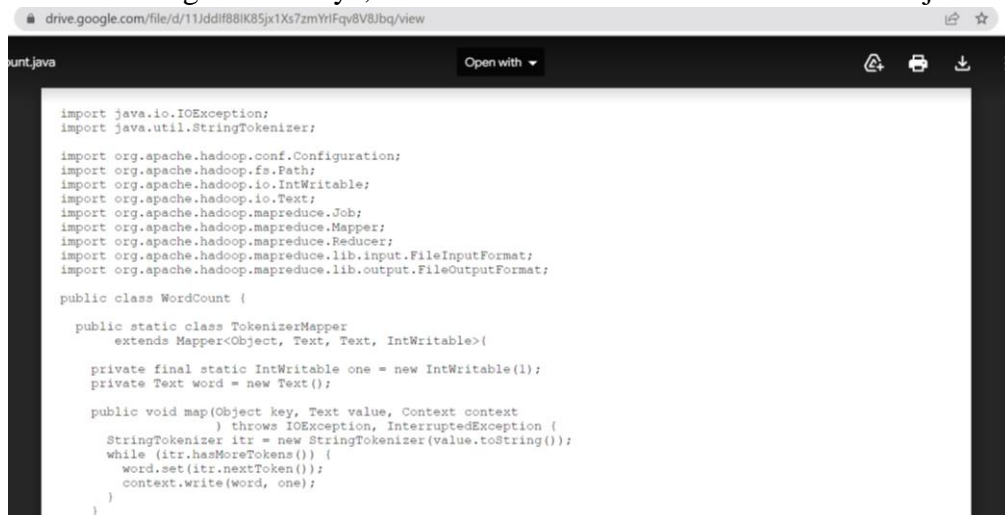 drive.google.com/file/d/11JddIf88IK85jx1Xs7zmYrIFqv8V8Jbq/view
ount.java
Open with
import java.io.IOException;
import java.util.StringTokenizer;
import org.apache.hadoop.conf.Configuration;
import org.apache.hadoop.fs.Path;
import org.apache.hadoop.io.IntWritable;
import org.apache.hadoop.io.Text;
import org.apache.hadoop.mapreduce.Job;
import org.apache.hadoop.mapreduce.Mapper;
import org.apache.hadoop.mapreduce.Reducer;
import org.apache.hadoop.mapreduce.lib.input.FileInputFormat;
import org.apache.hadoop.mapreduce.lib.output.FileOutputFormat;
public class WordCount {
public static class TokenizerMapper
extends Mapper<Object, Text, Text, IntWritable>{
private final static IntWritable one = new IntWritable(1);
private Text word = new Text();
public void map(Object key, Text value, Context context
) throws IOException, InterruptedException {
StringTokenizer itr = new StringTokenizer(value.toString());
while (itr.hasMoreTokens()) {
word.set(itr.nextToken());
context.write(word, one);
}
}